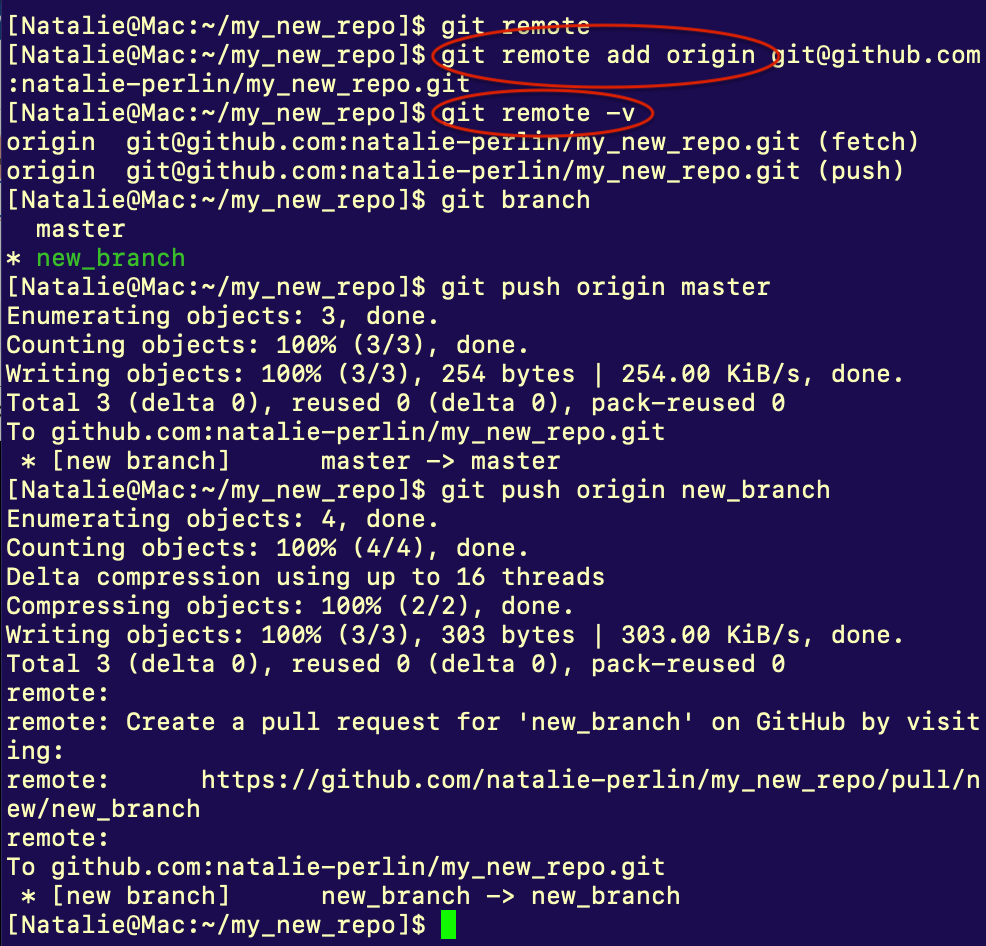 [Natalie@Mac:~/my_new_repo]$ git remote
[Natalie@Mac:~/my_new_repo]$ git remote add origin git@github.com
:natalie-perlin/my_new_repo.git
[Natalie@Mac:~/my_new_repo]$ git remote -v
origin  git@github.com:natalie-perlin/my_new_repo.git (fetch)
origin  git@github.com:natalie-perlin/my_new_repo.git (push)
[Natalie@Mac:~/my_new_repo]$ git branch
  master
* new_branch
[Natalie@Mac:~/my_new_repo]$ git push origin master
Enumerating objects: 3, done.
Counting objects: 100% (3/3), done.
Writing objects: 100% (3/3), 254 bytes | 254.00 KiB/s, done.
Total 3 (delta 0), reused 0 (delta 0), pack-reused 0
To github.com:natalie-perlin/my_new_repo.git
 * [new branch]      master -> master
[Natalie@Mac:~/my_new_repo]$ git push origin new_branch
Enumerating objects: 4, done.
Counting objects: 100% (4/4), done.
Delta compression using up to 16 threads
Compressing objects: 100% (2/2), done.
Writing objects: 100% (3/3), 303 bytes | 303.00 KiB/s, done.
Total 3 (delta 0), reused 0 (delta 0), pack-reused 0
remote:
remote: Create a pull request for 'new_branch' on GitHub by visit
ing:
remote:      https://github.com/natalie-perlin/my_new_repo/pull/n
ew/new_branch
remote:
To github.com:natalie-perlin/my_new_repo.git
 * [new branch]      new_branch -> new_branch
[Natalie@Mac:~/my_new_repo]$